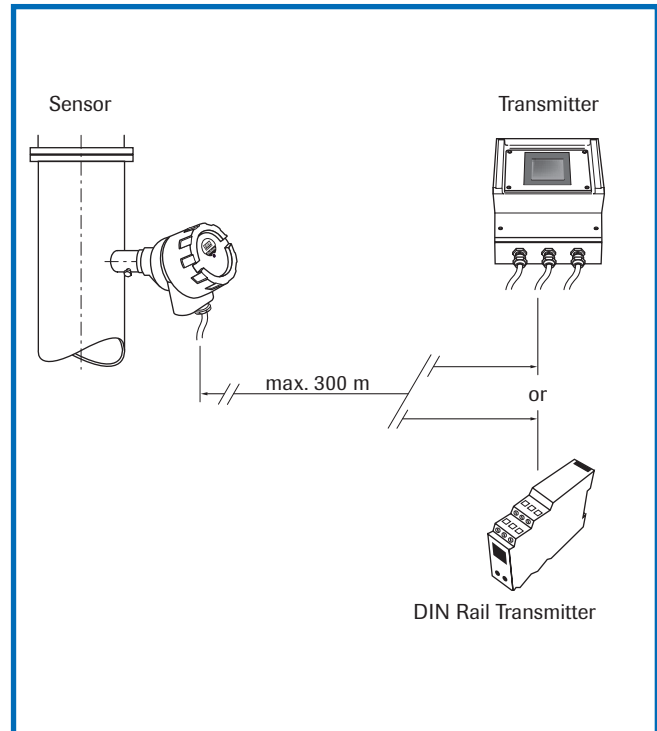 Sensor
Transmitter
max. 300 m
or
DIN Rail Transmitter